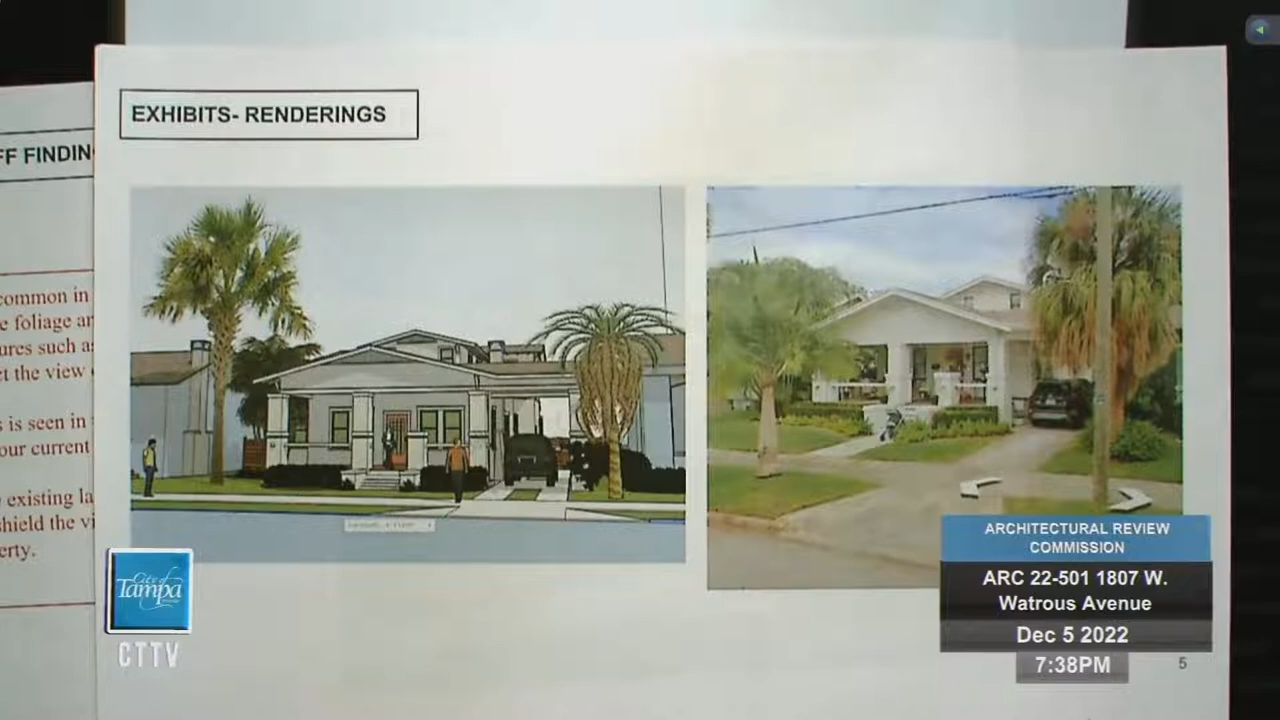 EXHIBITS- RENDERINGS
FF FINDIN
common in
e foliage ar
ures such as
et the view
s is seen in
our current
existing la
shield the vi
erty.
City of
Tampa
CTTV
ARCHITECTURAL REVIEW
COMMISSION
ARC 22-501 1807 W.
Watrous Avenue
Dec 5 2022
7:38PM
5